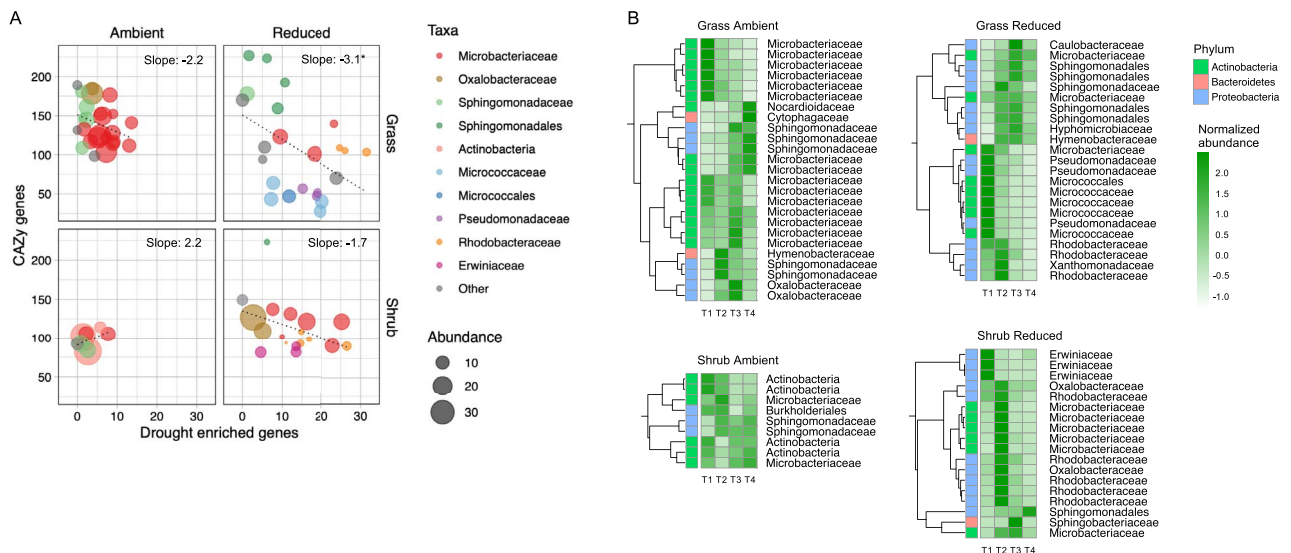 A
Ambient
Reduced
Slope: -2.2
Slope: -3.1*
Slope: 2.2
Slope: -1.7
Grass
Shrub
CAZy genes
200
150
100
50
200
150
100
50
0
10
20
30
0
10
20
30
Drought enriched genes
Taxa
Microbacteriaceae
Oxalobacteraceae
Sphingomonadaceae
Sphingomonadales
Actinobacteria
Micrococcaceae
Micrococcales
Pseudomonadaceae
Rhodobacteraceae
Erwiniaceae
Other
Abundance
10
20
30
B
Grass Ambient
Microbacteriaceae
Microbacteriaceae
Microbacteriaceae
Microbacteriaceae
Microbacteriaceae
Microbacteriaceae
Nocardioidaceae
Cytophagaceae
Sphingomonadaceae
Sphingomonadaceae
Sphingomonadaceae
Microbacteriaceae
Microbacteriaceae
Microbacteriaceae
Microbacteriaceae
Microbacteriaceae
Microbacteriaceae
Microbacteriaceae
Microbacteriaceae
Microbacteriaceae
Hymenobacteraceae
Sphingomonadaceae
Sphingomonadaceae
Oxalobacteraceae
Oxalobacteraceae
T1 T2 T3 T4
Grass Reduced
Caulobacteraceae
Microbacteriaceae
Sphingomonadales
Sphingomonadales
Sphingomonadaceae
Microbacteriaceae
Sphingomonadales
Sphingomonadales
Hyphomicrobiaceae
Hymenobacteraceae
Microbacteriaceae
Pseudomonadaceae
Pseudomonadaceae
Micrococcales
Micrococcaceae
Micrococcaceae
Micrococcaceae
Pseudomonadaceae
Micrococcaceae
Rhodobacteraceae
Rhodobacteraceae
Xanthomonadaceae
Rhodobacteraceae
T1 T2 T3 T4
Phylum
Actinobacteria
Bacteroidetes
Proteobacteria
Normalized
abundance
2.0
1.5
1.0
0.5
0.0
-0.5
-1.0
Shrub Ambient
Actinobacteria
Actinobacteria
Microbacteriaceae
Burkholderiales
Sphingomonadaceae
Sphingomonadaceae
Actinobacteria
Actinobacteria
Microbacteriaceae
T1 T2 T3 T4
Shrub Reduced
Erwiniaceae
Erwiniaceae
Erwiniaceae
Oxalobacteraceae
Rhodobacteraceae
Microbacteriaceae
Microbacteriaceae
Microbacteriaceae
Microbacteriaceae
Microbacteriaceae
Rhodobacteraceae
Oxalobacteraceae
Rhodobacteraceae
Rhodobacteraceae
Rhodobacteraceae
Sphingomonadales
Sphingobacteriaceae
Microbacteriaceae
T1 T2 T3 T4